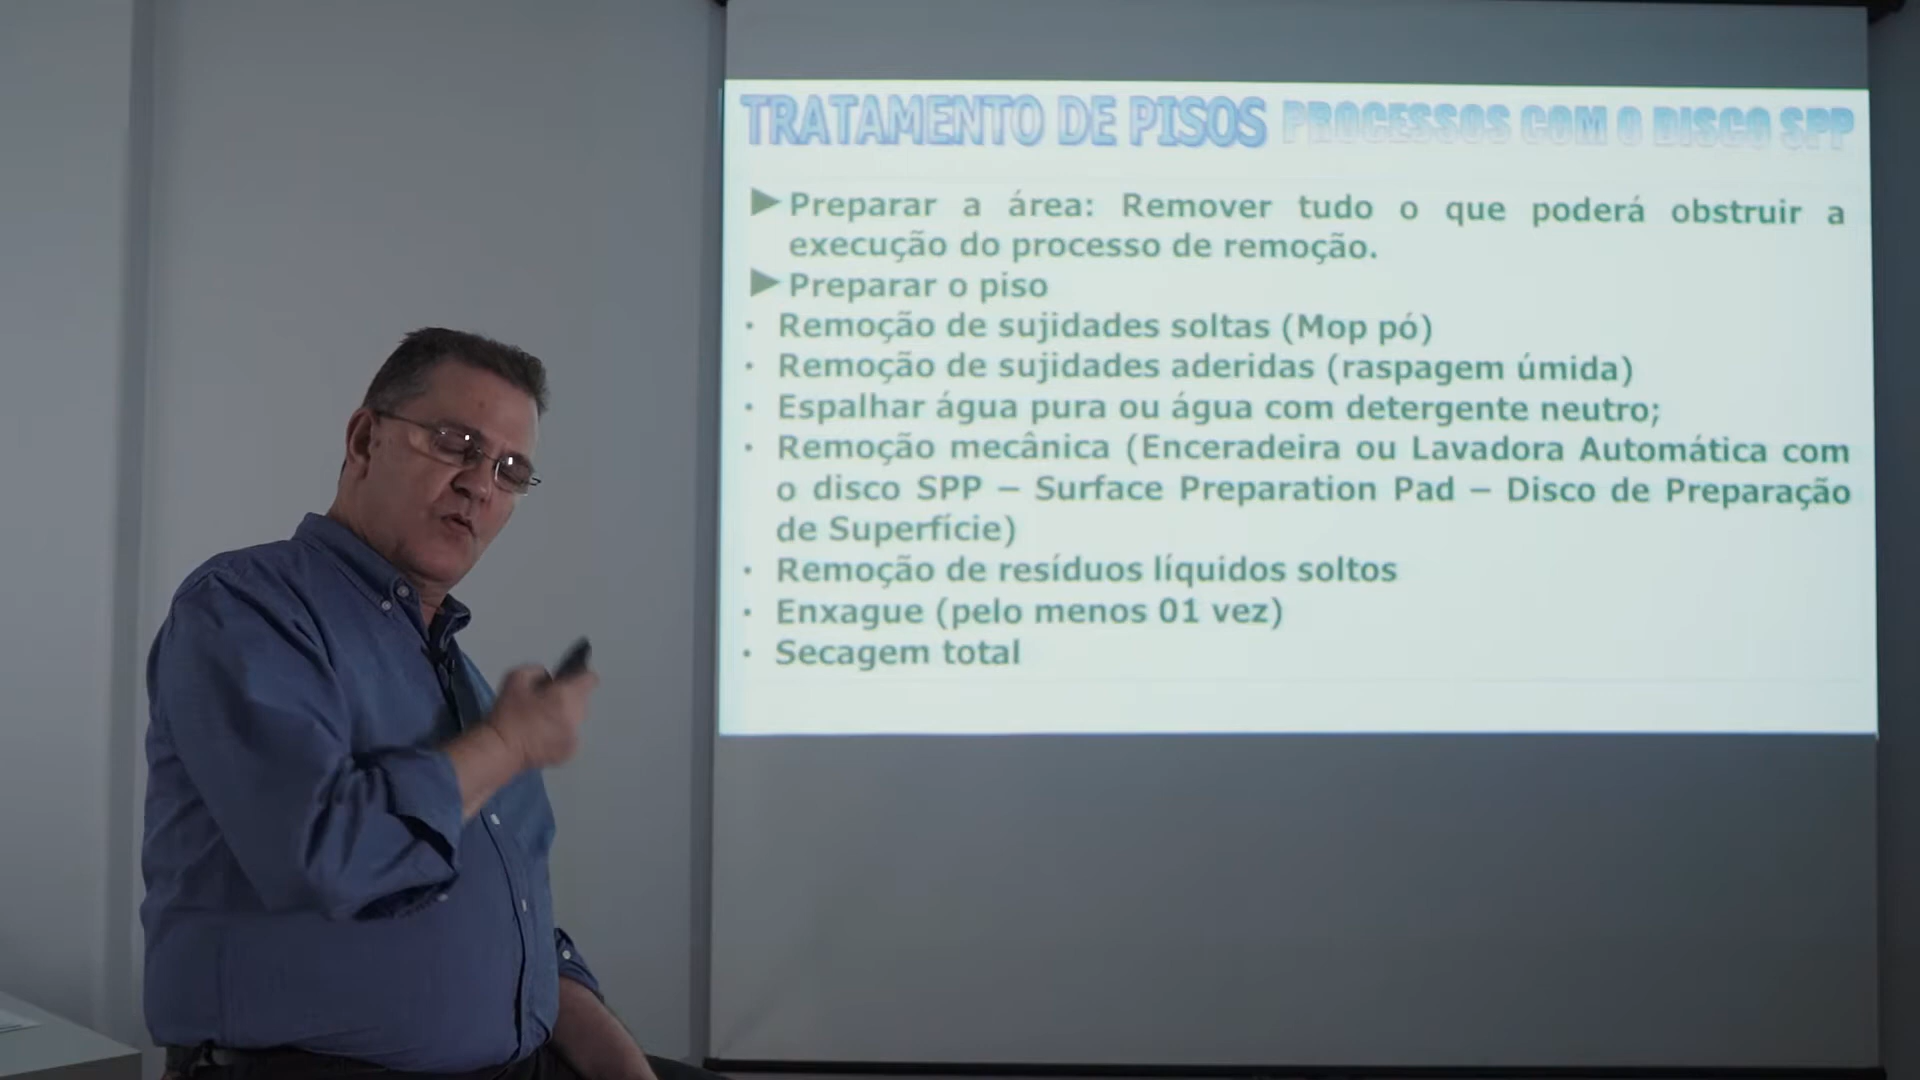 TRATAMENTO DE PISOS PROCESSOS COM O DISCO SPP
Preparar a área: Remover tudo o que poderá obstruir a
execução do processo de remoção.
Preparar o piso
• Remoção de sujidades soltas (Mop pó)
• Remoção de sujidades aderidas (raspagem úmida)
• Espalhar água pura ou água com detergente neutro;
• Remoção mecânica (Enceradeira ou Lavadora Automática com
o disco SPP – Surface Preparation Pad – Disco de Preparação
de Superfície)
• Remoção de resíduos líquidos soltos
• Enxague (pelo menos 01 vez)
• Secagem total